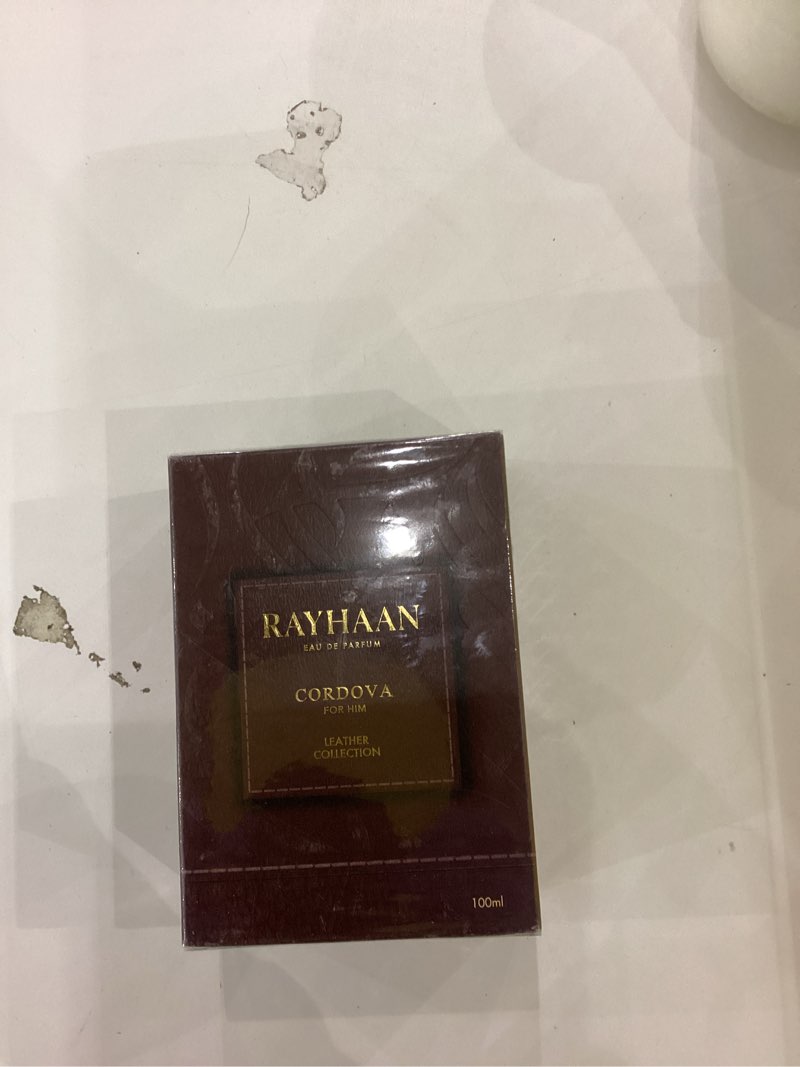 RAYHAAN
EAU DE PARFUM
CORDOVA
FOR HIM
LEATHER
COLLECTION
100ml